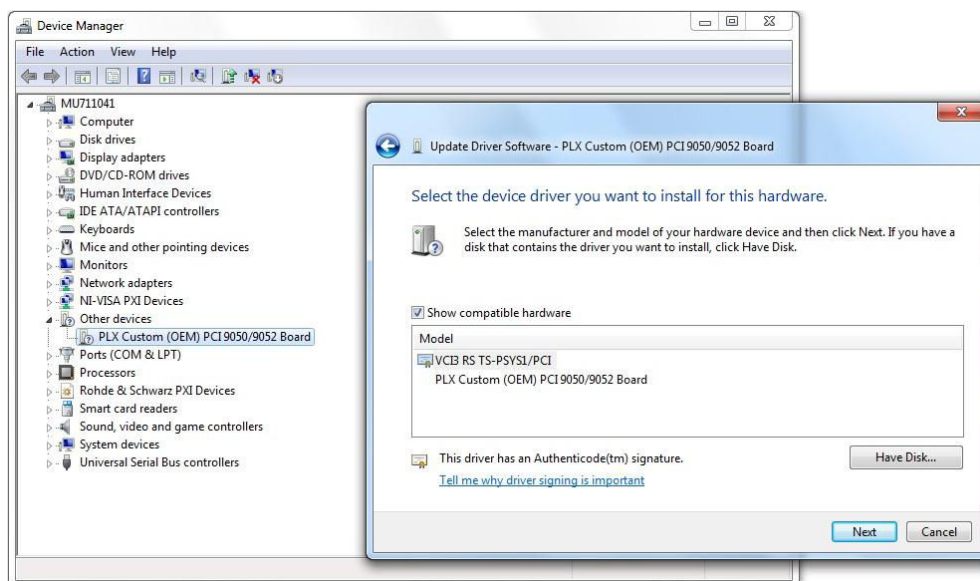 Device Manager
File Action View Help
MU711041
Computer
Disk drives
Display adapters
DVD/CD-ROM drives
Human Interface Devices
IDE ATA/ATAPI controllers
Keyboards
Mice and other pointing devices
Monitors
Network adapters
NI-VISA PXI Devices
Other devices
PLX Custom (OEM) PCI 9050/9052 Board
Ports (COM & LPT)
Processors
Rohde & Schwarz PXI Devices
Smart card readers
Sound, video and game controllers
System devices
Universal Serial Bus controllers
Update Driver Software - PLX Custom (OEM) PCI 9050/9052 Board
Select the device driver you want to install for this hardware.
Select the manufacturer and model of your hardware device and then click Next. If you have a
disk that contains the driver you want to install, click Have Disk.
Show compatible hardware
Model
VCI3 RS TS-PSYS1/PCI
PLX Custom (OEM) PCI 9050/9052 Board
This driver has an Authenticode(tm) signature.
Have Disk...
Tell me why driver signing is important
Next
Cancel